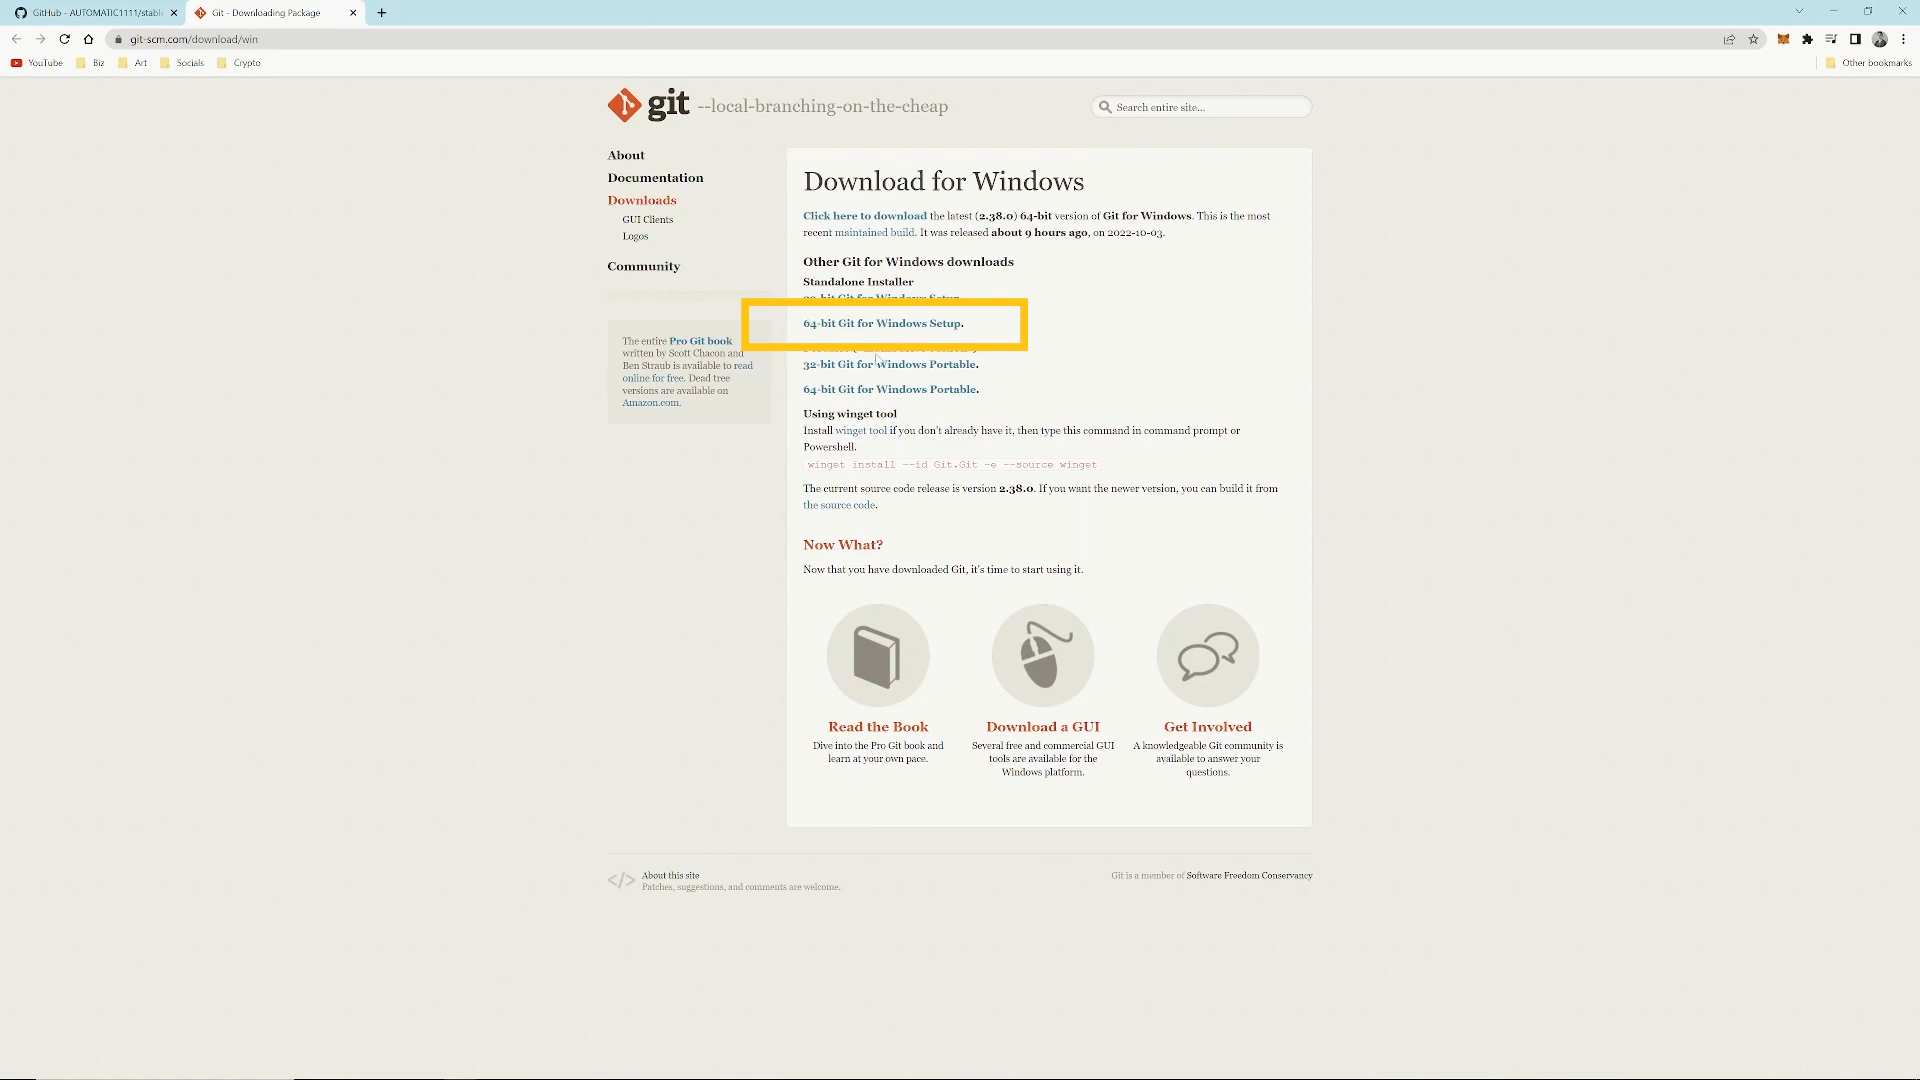 GitHub - AUTOMATIC1111/stabl
Git - Downloading Package
git-scm.com/download/win
YouTube
Biz
Art
Socials
Crypto
Other bookmarks
git --local-branching-on-the-cheap
Search entire site...
About
Documentation
Downloads
GUI Clients
Logos
Community
The entire Pro Git book
written by Scott Chacon and
Ben Straub is available to read
online for free. Dead tree
versions are available on
Amazon.com.
Download for Windows
Click here to download the latest (2.38.0) 64-bit version of Git for Windows. This is the most
recent maintained build. It was released about 9 hours ago, on 2022-10-03.
Other Git for Windows downloads
Standalone Installer
32-bit Git for Windows Setup.
64-bit Git for Windows Setup.
32-bit Git for Windows Portable.
64-bit Git for Windows Portable.
Using winget tool
Install winget tool if you don't already have it, then type this command in command prompt or
Powershell.
winget install --id Git.Git -e --source winget
The current source code release is version 2.38.0. If you want the newer version, you can build it from
the source code.
Now What?
Now that you have downloaded Git, it's time to start using it.
Read the Book
Dive into the Pro Git book and
learn at your own pace.
Download a GUI
Several free and commercial GUI
tools are available for the
Windows platform.
Get Involved
A knowledgeable Git community is
available to answer your
questions.
</> About this site
Patches, suggestions, and comments are welcome.
Git is a member of Software Freedom Conservancy